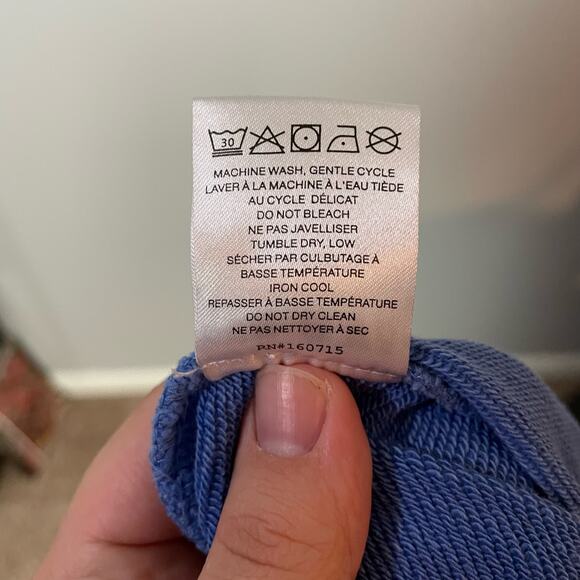 30
MACHINE WASH, GENTLE CYCLE
LAVER À LA MACHINE À L'EAU TIÈDE
AU CYCLE DÉLICAT
DO NOT BLEACH
NE PAS JAVELLISER
TUMBLE DRY, LOW
SÉCHER PAR CULBUTAGE À
BASSE TEMPÉRATURE
IRON COOL
REPASSER À BASSE TEMPÉRATURE
DO NOT DRY CLEAN
NE PAS NETTOYER À SEC
RN#160715